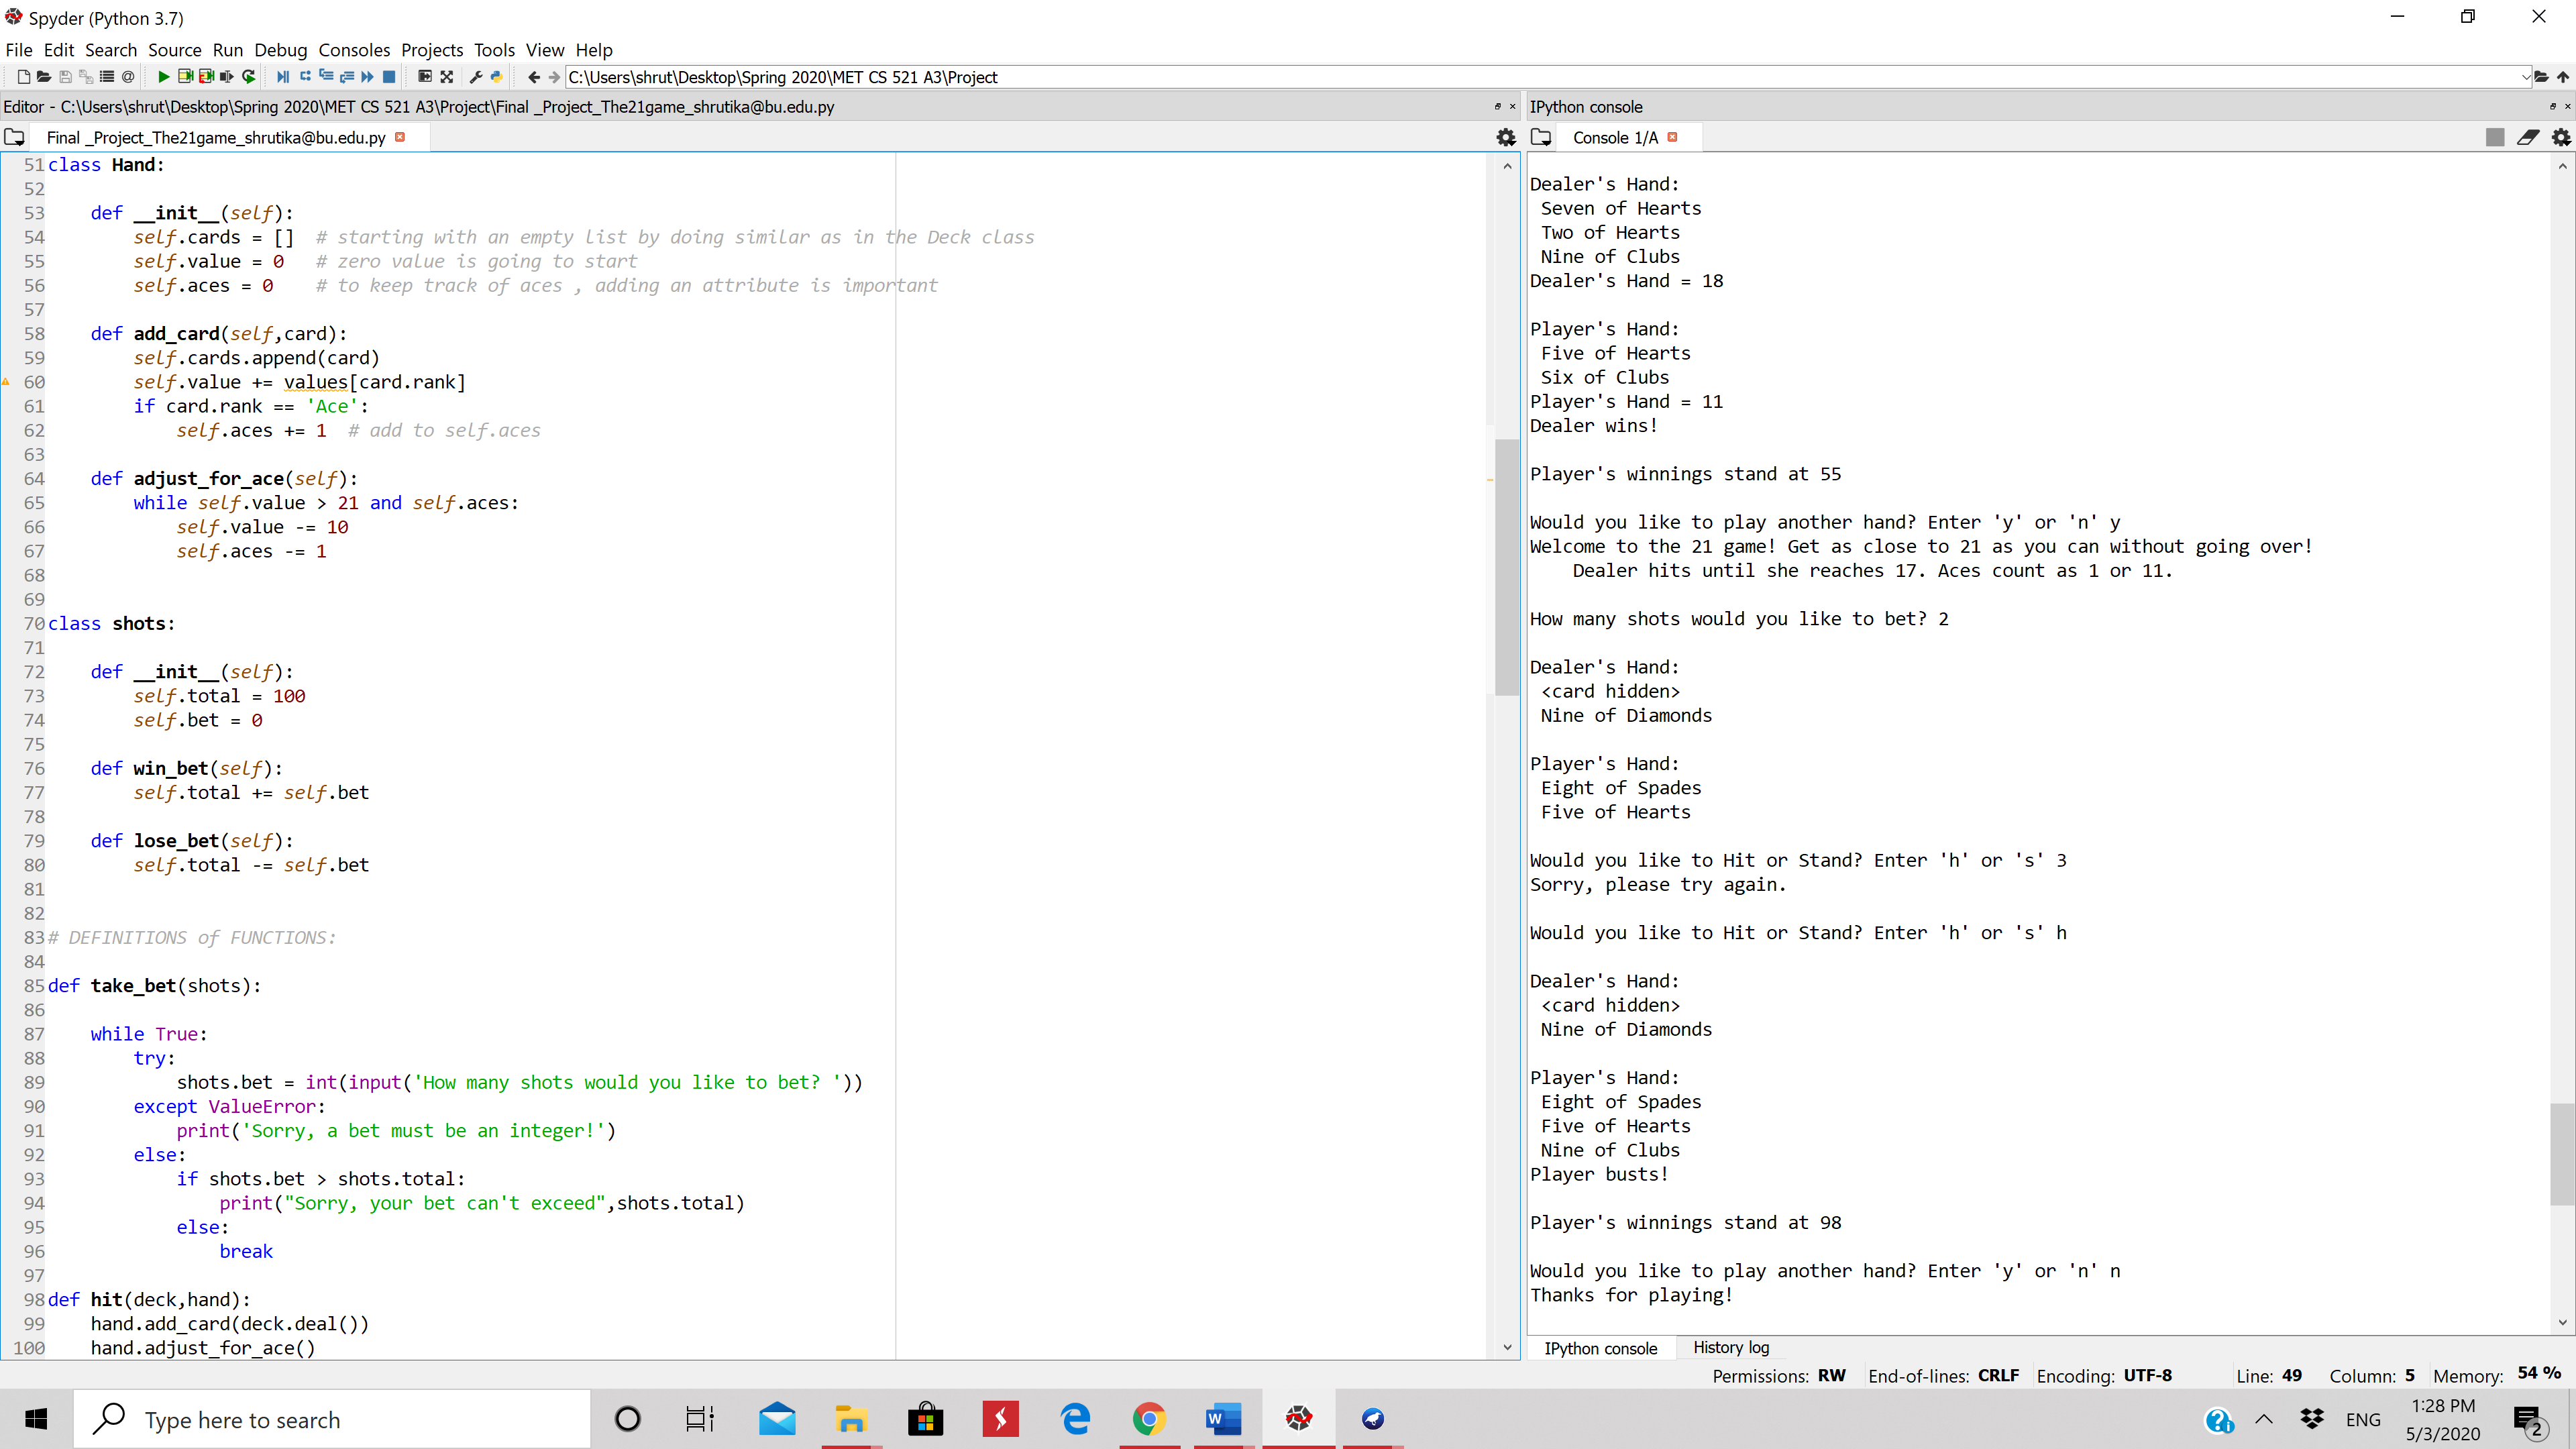 Spyder (Python 3.7)
File Edit Search Source Run Debug Consoles Projects Tools View Help
C:\Users\shrut\Desktop\Spring 2020\MET CS 521 A3\Project
Editor - C:\Users\shrut\Desktop\Spring 2020\MET CS 521 A3\Project\Final _Project_The21game_shrutika@bu.edu.py
Final _Project_The21game_shrutika@bu.edu.py
51 class Hand:
52
53     def __init__(self):
54         self.cards = []  # starting with an empty list by doing similar as in the Deck class
55         self.value = 0   # zero value is going to start
56         self.aces = 0    # to keep track of aces , adding an attribute is important
57
58     def add_card(self,card):
59         self.cards.append(card)
60         self.value += values[card.rank]
61         if card.rank == 'Ace':
62             self.aces += 1  # add to self.aces
63
64     def adjust_for_ace(self):
65         while self.value > 21 and self.aces:
66             self.value -= 10
67             self.aces -= 1
68
69
70 class shots:
71
72     def __init__(self):
73         self.total = 100
74         self.bet = 0
75
76     def win_bet(self):
77         self.total += self.bet
78
79     def lose_bet(self):
80         self.total -= self.bet
81
82
83 # DEFINITIONS of FUNCTIONS:
84
85 def take_bet(shots):
86
87     while True:
88         try:
89             shots.bet = int(input('How many shots would you like to bet? '))
90         except ValueError:
91             print('Sorry, a bet must be an integer!')
92         else:
93             if shots.bet > shots.total:
94                 print("Sorry, your bet can't exceed",shots.total)
95             else:
96                 break
97
98 def hit(deck,hand):
99     hand.add_card(deck.deal())
100     hand.adjust_for_ace()
IPython console
Console 1/A
Dealer's Hand:
 Seven of Hearts
 Two of Hearts
 Nine of Clubs
Dealer's Hand = 18
Player's Hand:
 Five of Hearts
 Six of Clubs
Player's Hand = 11
Dealer wins!
Player's winnings stand at 55
Would you like to play another hand? Enter 'y' or 'n' y
Welcome to the 21 game! Get as close to 21 as you can without going over!
    Dealer hits until she reaches 17. Aces count as 1 or 11.
How many shots would you like to bet? 2
Dealer's Hand:
 <card hidden>
 Nine of Diamonds
Player's Hand:
 Eight of Spades
 Five of Hearts
Would you like to Hit or Stand? Enter 'h' or 's' 3
Sorry, please try again.
Would you like to Hit or Stand? Enter 'h' or 's' h
Dealer's Hand:
 <card hidden>
 Nine of Diamonds
Player's Hand:
 Eight of Spades
 Five of Hearts
 Nine of Clubs
Player busts!
Player's winnings stand at 98
Would you like to play another hand? Enter 'y' or 'n' n
Thanks for playing!
IPython console History log
Permissions: RW End-of-lines: CRLF Encoding: UTF-8 Line: 49 Column: 5 Memory: 54 %
Type here to search
W
ENG
1:28 PM
5/3/2020
2